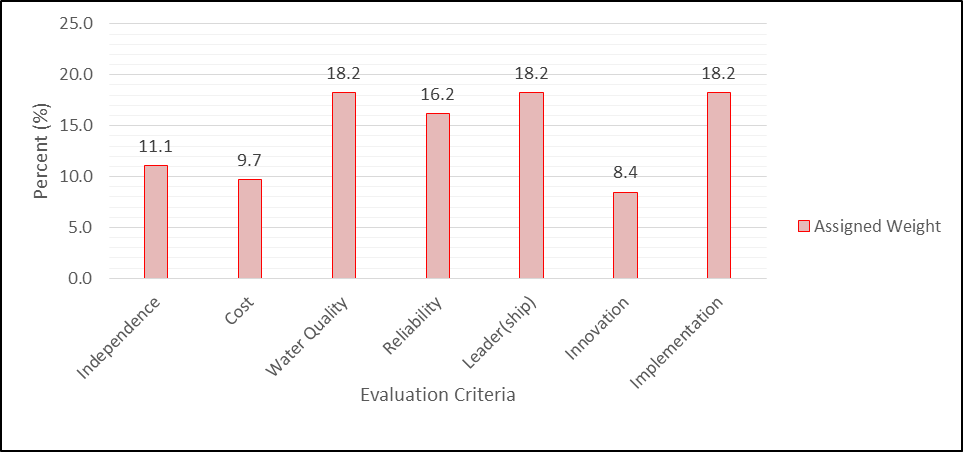 25.0
20.0
15.0
10.0
5.0
0.0
Percent (%)
11.1
9.7
18.2
16.2
18.2
8.4
18.2
Independence
Cost
Water Quality
Reliability
Leader(ship)
Innovation
Implementation
Evaluation Criteria
Assigned Weight